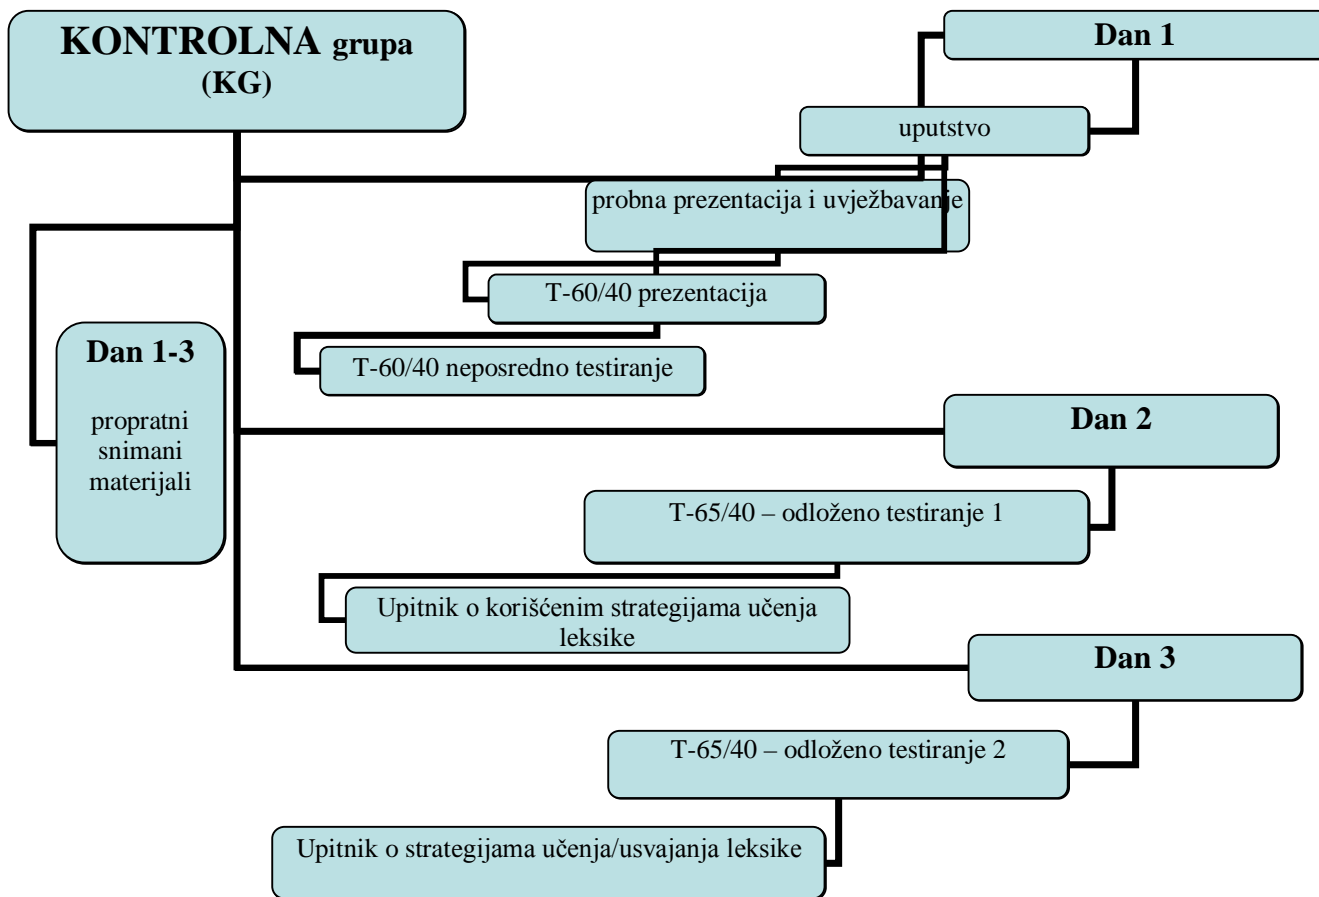 KONTROLNA grupa
(KG)
Dan 1
uputstvo
probna prezentacija i uvježbavanje
T-60/40 prezentacija
T-60/40 neposredno testiranje
Dan 1-3
propratni
snimani
materijali
Dan 2
T-65/40 – odloženo testiranje 1
Upitnik o korišćenim strategijama učenja
leksike
Dan 3
T-65/40 – odloženo testiranje 2
Upitnik o strategijama učenja/usvajanja leksike